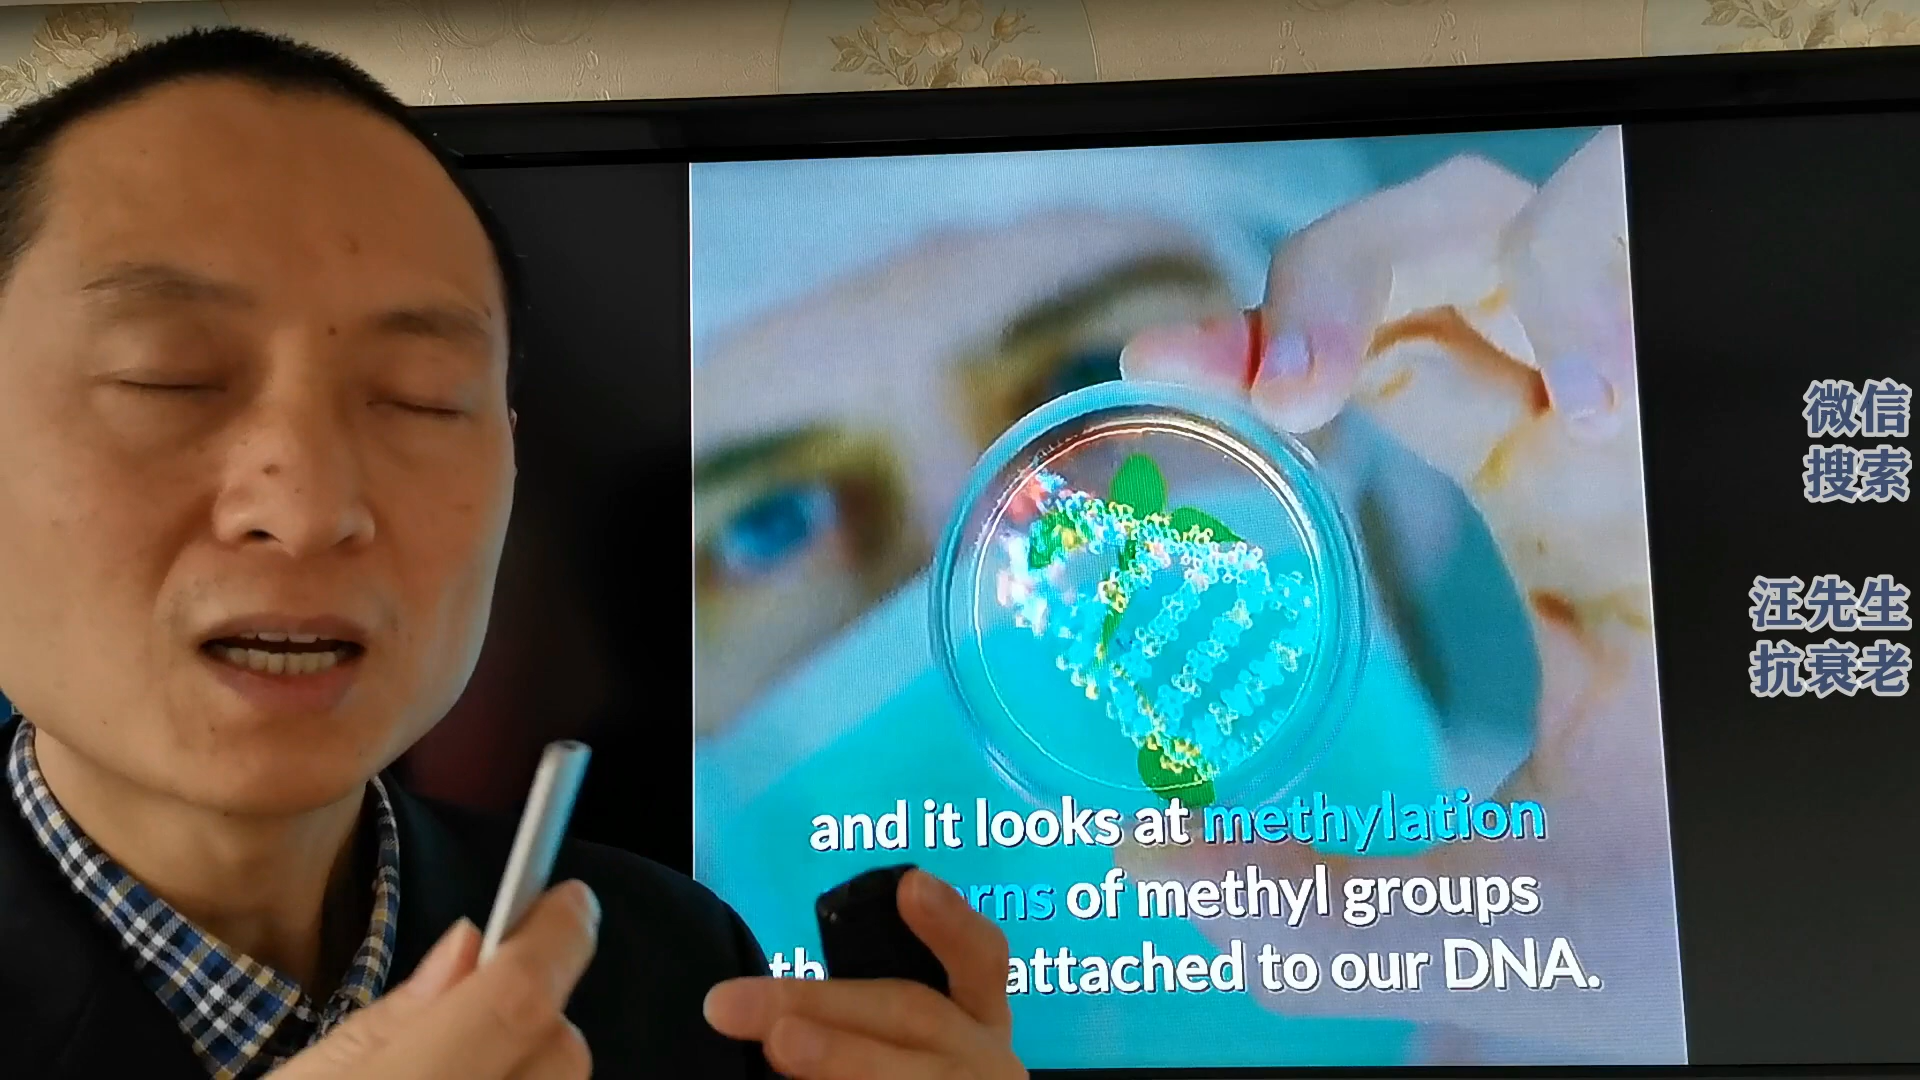 and it looks at methylation
of methyl groups
attached to our DNA.
微信
搜索
汪先生
抗衰老